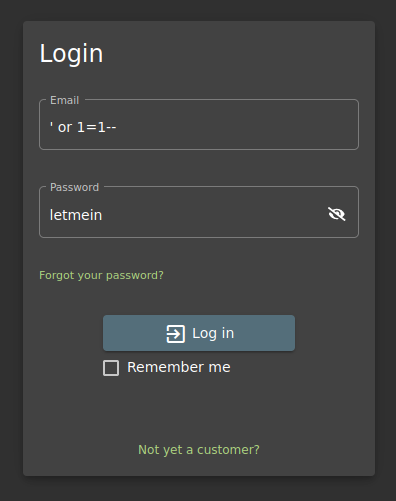 Login
Email
' or 1=1--
Password
letmein
Forgot your password?
Log in
Remember me
Not yet a customer?